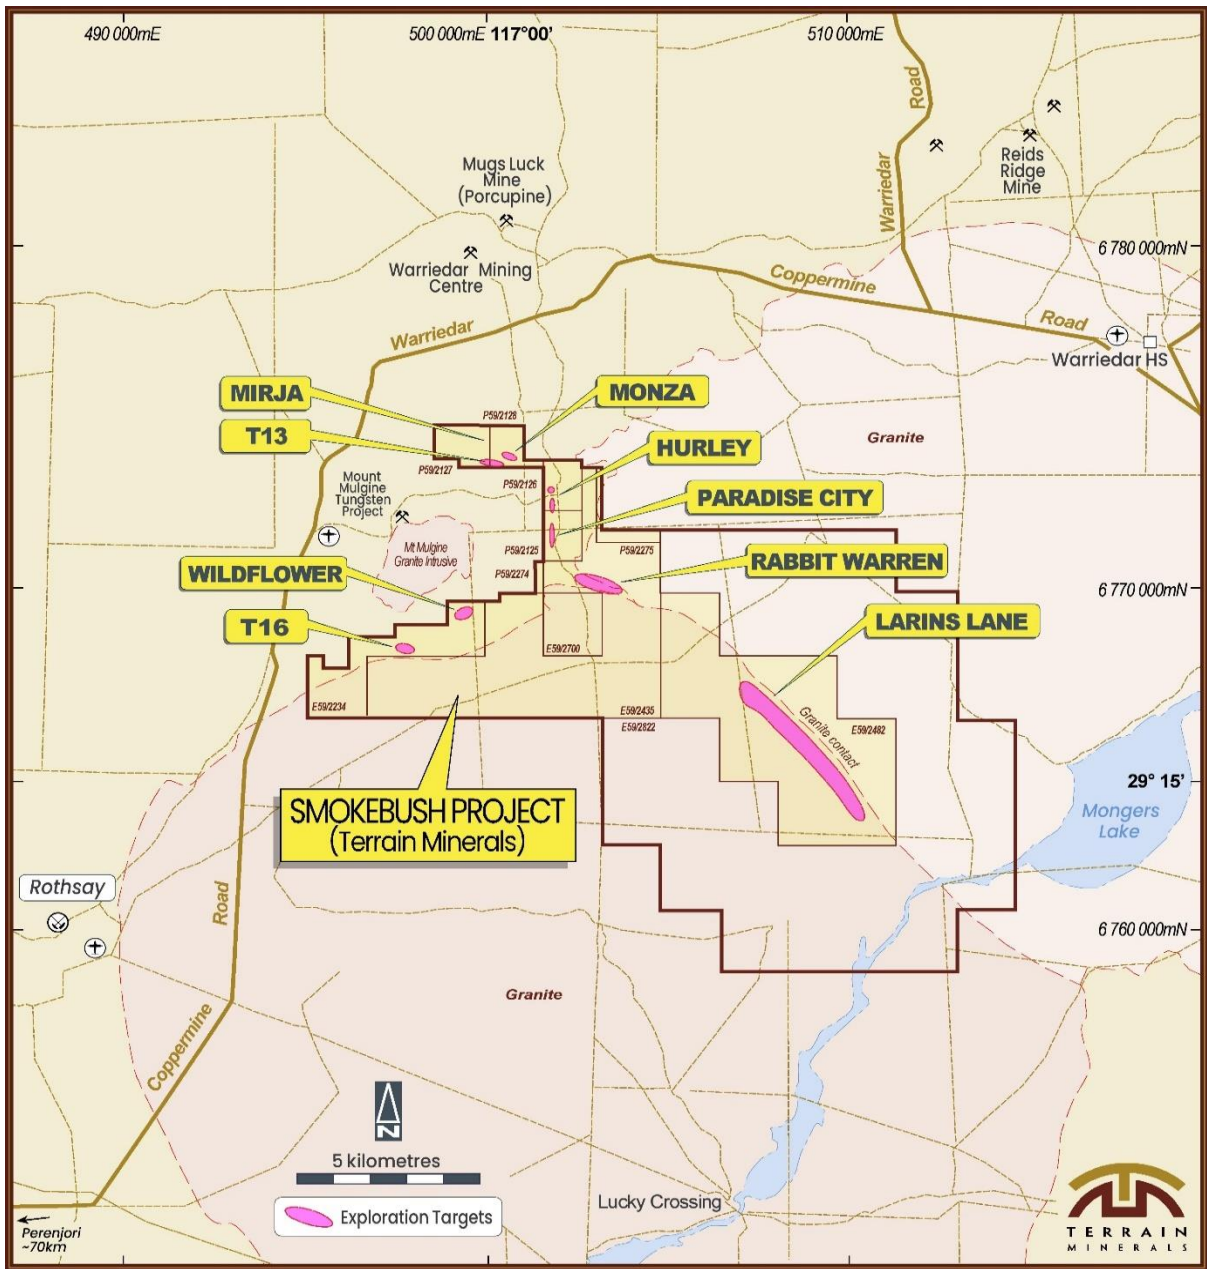 490 000mE
500 000mE 117°00'
510 000mE
Road
Warriedar
Mugs Luck
Mine
(Porcupine)
Reids
Ridge
Mine
Warriedar Mining
Centre
6 780 000mN
Coppermine
Road
Warriedar
Warriedar HS
MIRJA
MONZA
P59/2128
T13
HURLEY
Granite
P59/2127
P59/2126
Mount
Mulgine
Tungsten
Project
PARADISE CITY
Mt Mulgine
Granite Intrusive
P59/2125
P59/2275
WILDFLOWER
P59/2274
RABBIT WARREN
6 770 000mN
T16
LARINS LANE
E59/2700
E59/2234
E59/2435
E59/2822
Granite contact
E59/2482
29° 15'
SMOKEBUSH PROJECT
(Terrain Minerals)
Mongers
Lake
Rothsay
Road
6 760 000mN
Granite
Coppermine
N
5 kilometres
Exploration Targets
Lucky Crossing
Perenjori
~70km
TERRAIN
MINERALS